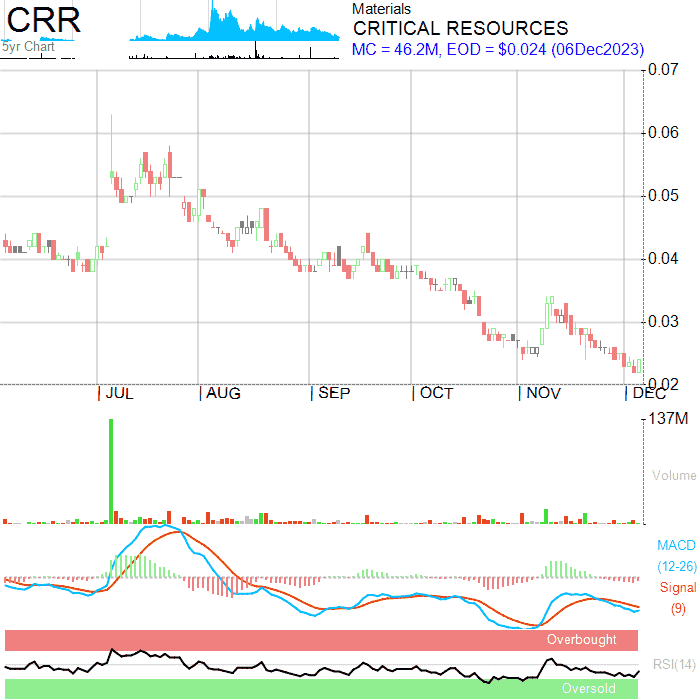 CRR
5yr Chart
Materials
CRITICAL RESOURCES
MC = 46.2M, EOD = $0.024 (06Dec2023)
0.07
0.06
0.05
0.04
0.03
0.02
JUL AUG SEP OCT NOV DEC
137M
Volume
MACD
(12-26)
Signal
(9)
Overbought
RSI(14)
Oversold